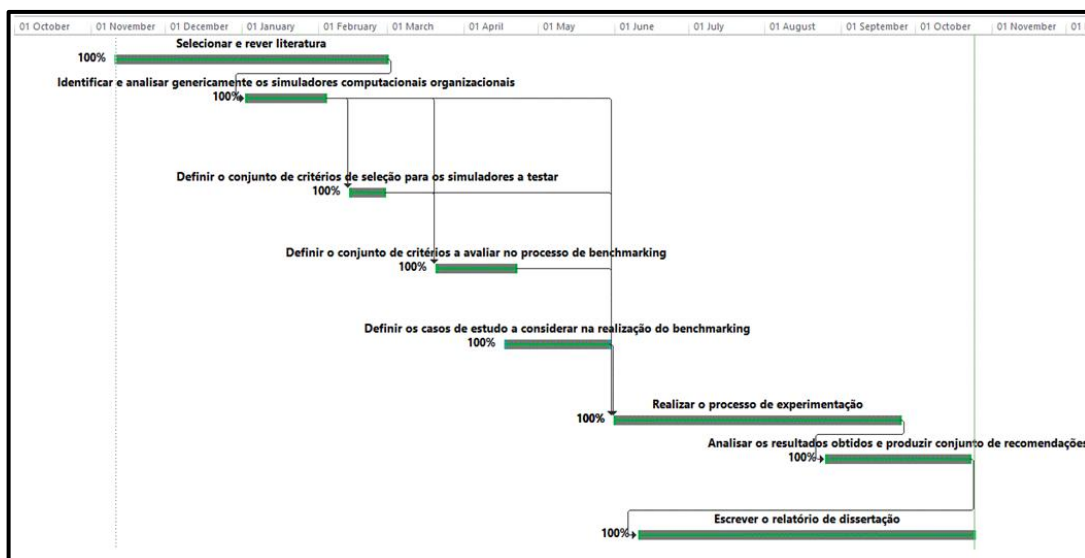 01 October 01 November 01 December 01 January 01 February 01 March 01 April 01 May 01 June 01 July 01 August 01 September 01 October 01 November 01
Selecionar e rever literatura
100%
Identificar e analisar genericamente os simuladores computacionais organizacionais
100%
Definir o conjunto de critérios de seleção para os simuladores a testar
100%
Definir o conjunto de critérios a avaliar no processo de benchmarking
100%
Definir os casos de estudo a considerar na realização do benchmarking
100%
Realizar o processo de experimentação
100%
Analisar os resultados obtidos e produzir conjunto de recomendações
100%
Escrever o relatório de dissertação
100%